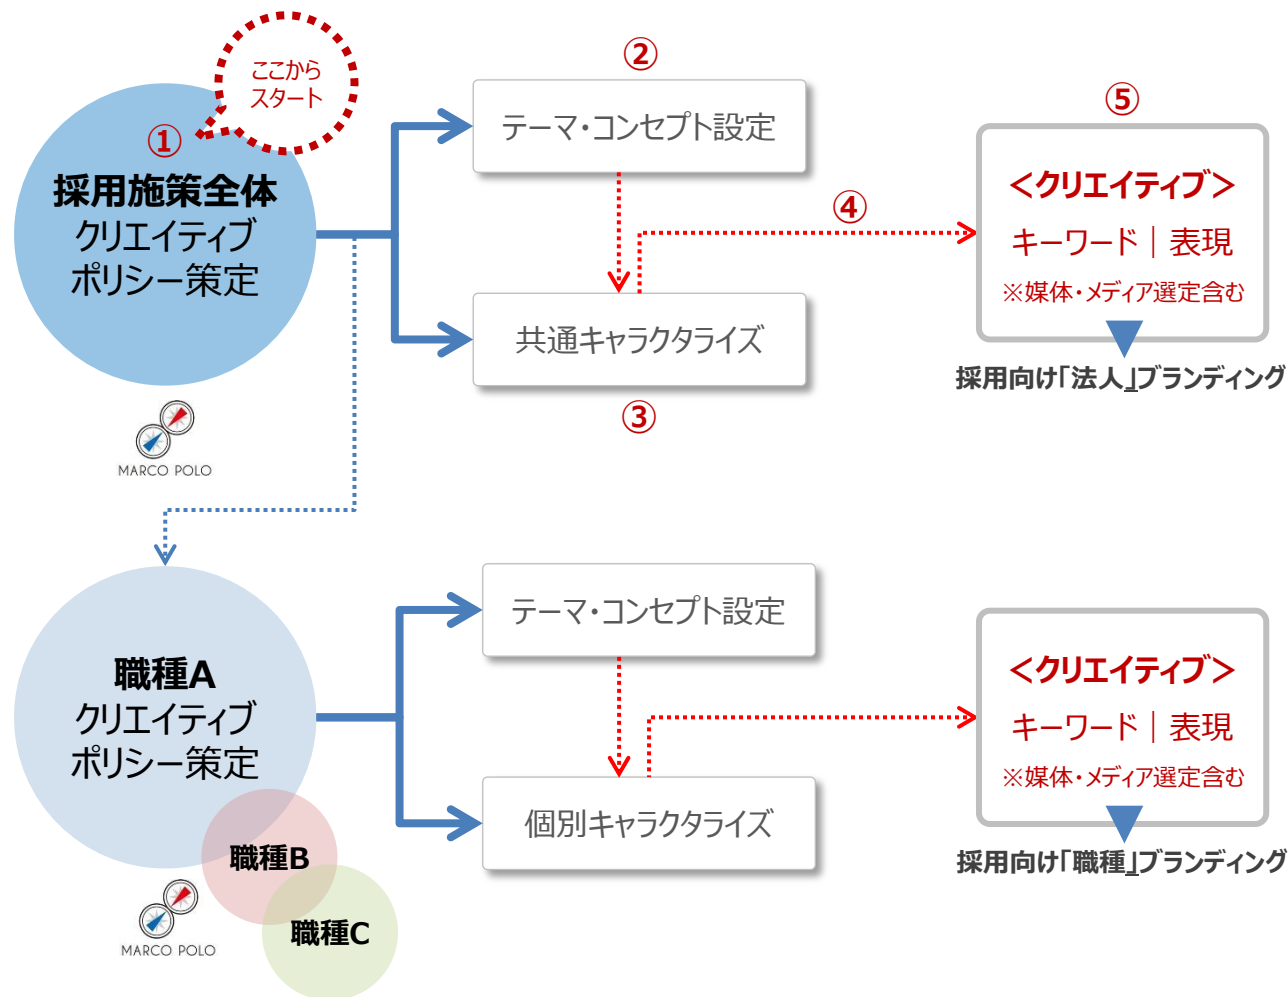 ここから
スタート
①
採用施策全体
クリエイティブ
ポリシー策定
MARCO POLO
②
テーマ・コンセプト設定
共通キャラクタライズ
③
④
⑤
＜クリエイティブ＞
キーワード｜表現
※媒体・メディア選定含む
採用向け「法人」ブランディング
職種A
クリエイティブ
ポリシー策定
職種B
職種C
MARCO POLO
テーマ・コンセプト設定
個別キャラクタライズ
＜クリエイティブ＞
キーワード｜表現
※媒体・メディア選定含む
採用向け「職種」ブランディング